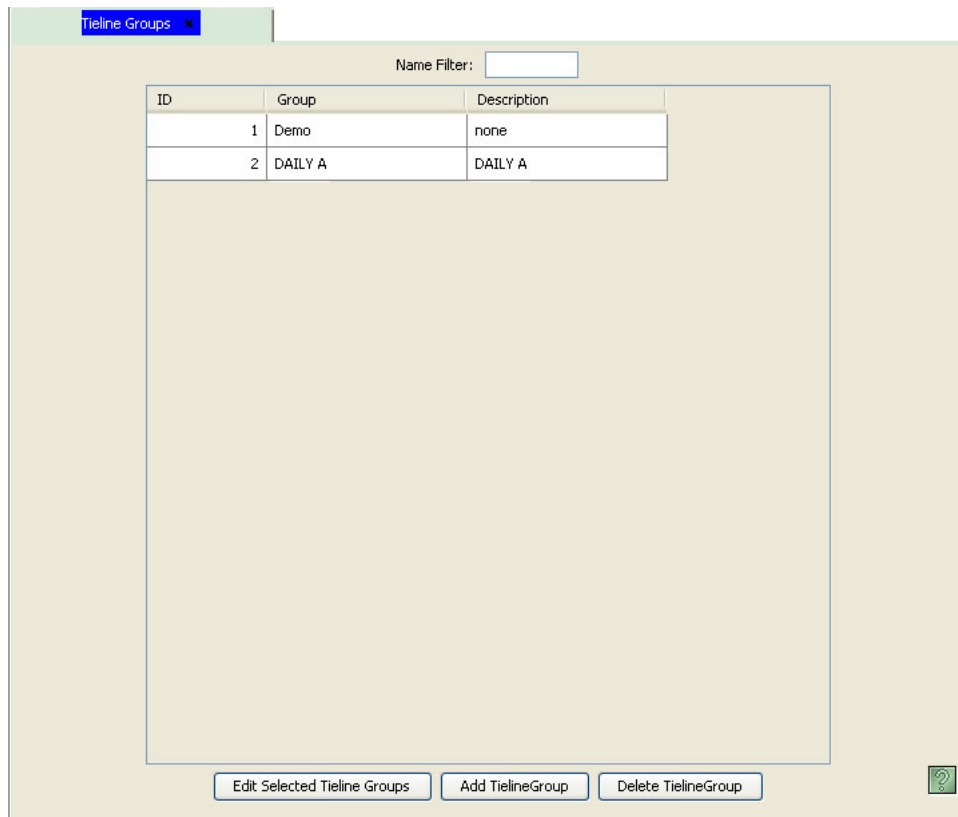 Tieline Groups x
Name Filter:
ID Group Description
1 Demo none
2 DAILY A DAILY A
Edit Selected Tieline Groups Add TielineGroup Delete TielineGroup ?